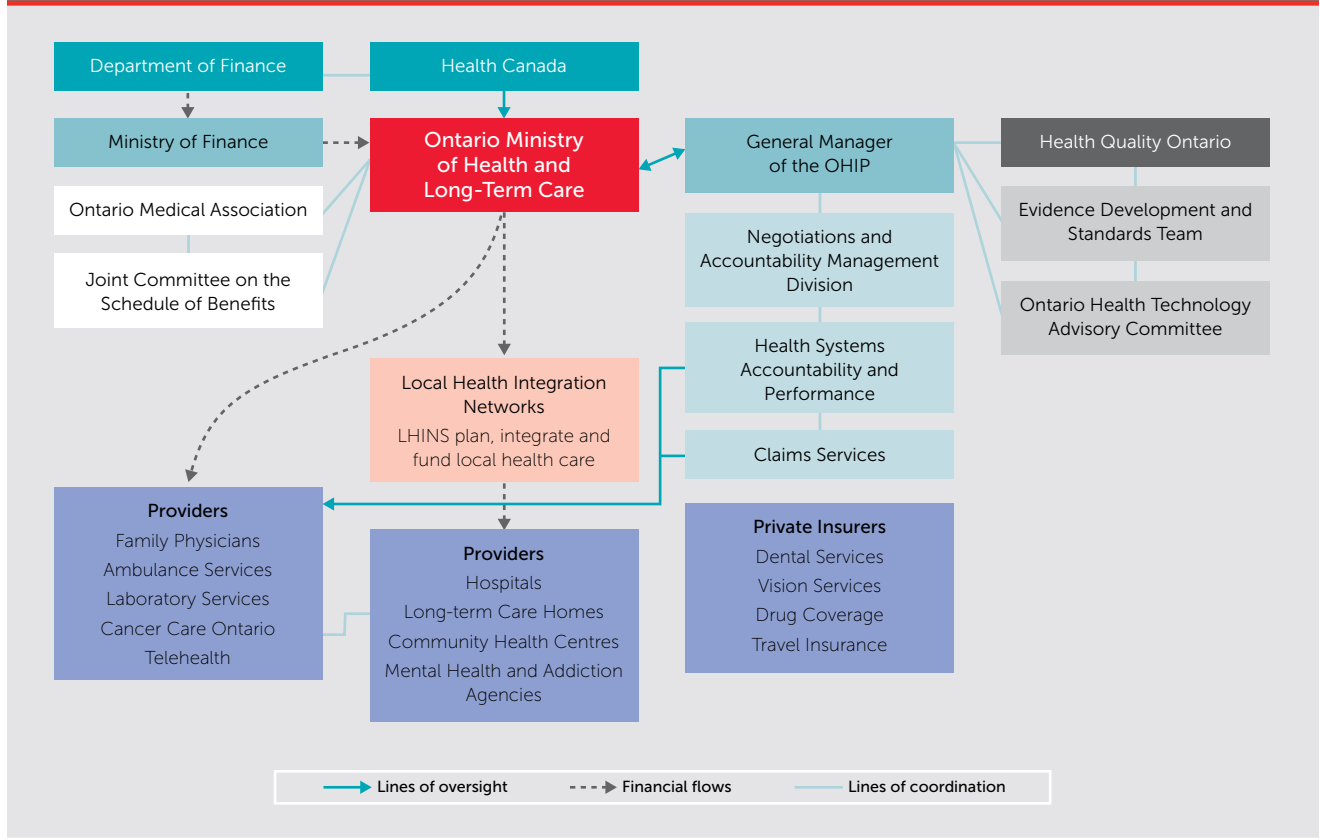 Department of Finance
Health Canada
Ministry of Finance
Ontario Ministry
of Health and
Long-Term Care
General Manager
of the OHIP
Health Quality Ontario
Ontario Medical Association
Joint Committee on the
Schedule of Benefits
Negotiations and
Accountability Management
Division
Evidence Development and
Standards Team
Ontario Health Technology
Advisory Committee
Health Systems
Accountability and
Performance
Local Health Integration
Networks
LHINS plan, integrate and
fund local health care
Claims Services
Providers
Family Physicians
Ambulance Services
Laboratory Services
Cancer Care Ontario
Telehealth
Providers
Hospitals
Long-term Care Homes
Community Health Centres
Mental Health and Addiction
Agencies
Private Insurers
Dental Services
Vision Services
Drug Coverage
Travel Insurance
Lines of oversight
Financial flows
Lines of coordination